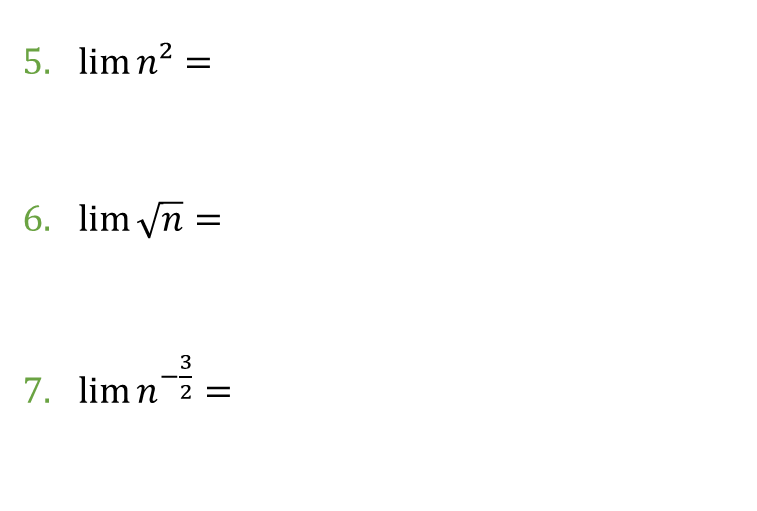 5. lim n² =
6. lim √n =
7. lim n^(-3/2) =